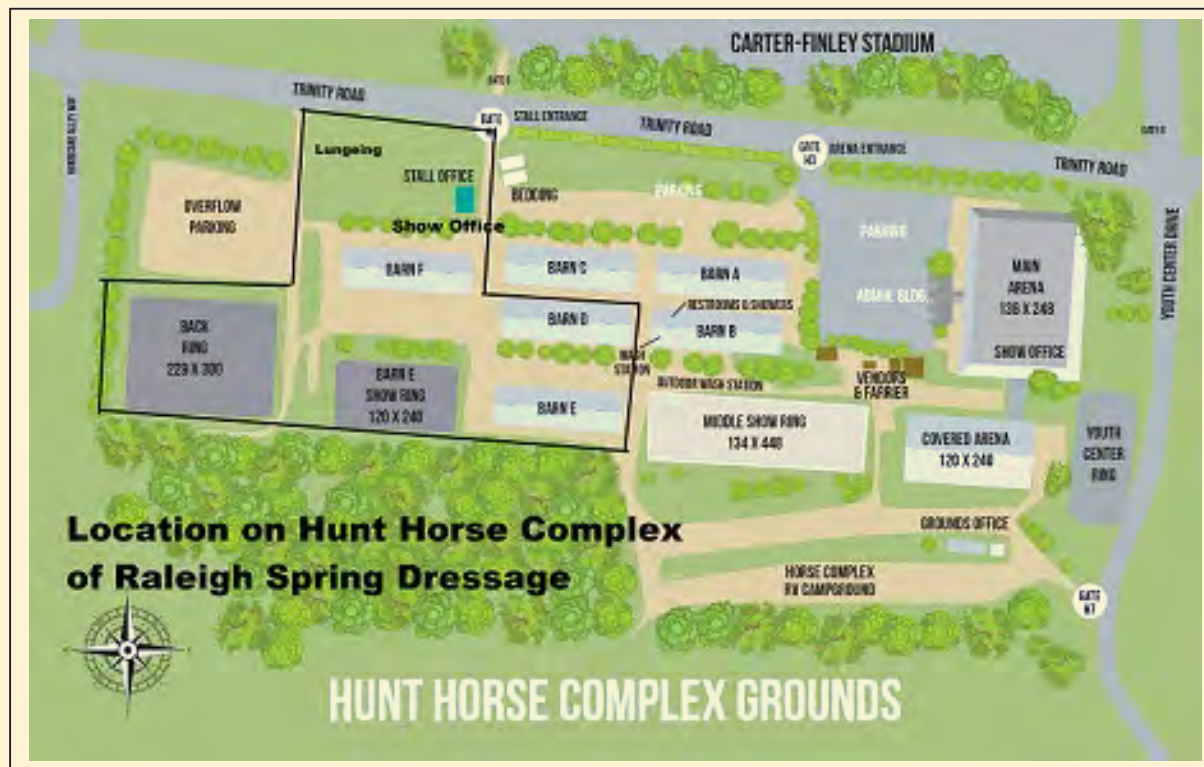 CARTER-FINLEY STADIUM
TRINITY ROAD
STALL ENTRANCE
TRINITY ROAD
GATE
GATE
ARENA ENTRANCE
TRINITY ROAD
YOUTH CENTER DRIVE
Lungeing
STALL OFFICE
BEDDING
PARKING
OVERFLOW
PARKING
Show Office
PARKING
BARN F
BARN C
BARN A
MAIN
ARENA
136 X 248
ADMIN. BLDG.
RESTROOMS & SHOWERS
BACK
RING
229 X 300
BARN D
BARN B
SHOW OFFICE
WASH
STATION
BARN E
SHOW RING
120 X 240
OUTDOOR WASH STATION
VENDORS
& FARRIER
BARN E
MIDDLE SHOW RING
134 X 448
COVERED ARENA
120 X 240
YOUTH
CENTER
RING
Location on Hunt Horse Complex
of Raleigh Spring Dressage
GROUNDS OFFICE
HORSE COMPLEX
RV CAMPGROUND
GATE
HUNT HORSE COMPLEX GROUNDS